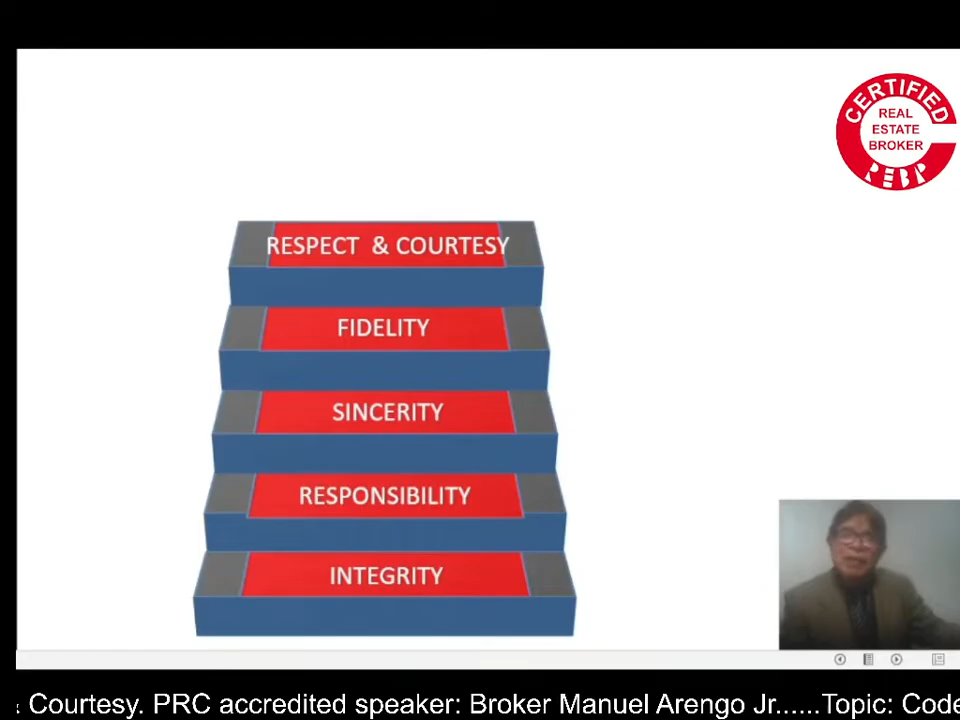 CERTIFIED
REAL
ESTATE
BROKER
REBP
RESPECT & COURTESY
FIDELITY
SINCERITY
RESPONSIBILITY
INTEGRITY
Courtesy. PRC accredited speaker: Broker Manuel Arengo Jr......Topic: Code